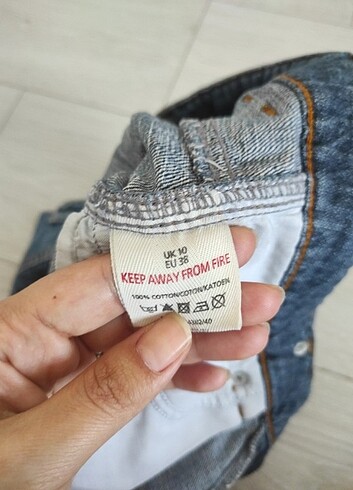 UK 10
EU 38
KEEP AWAY FROM FIRE
100% COTTON/COTON/KATOEN